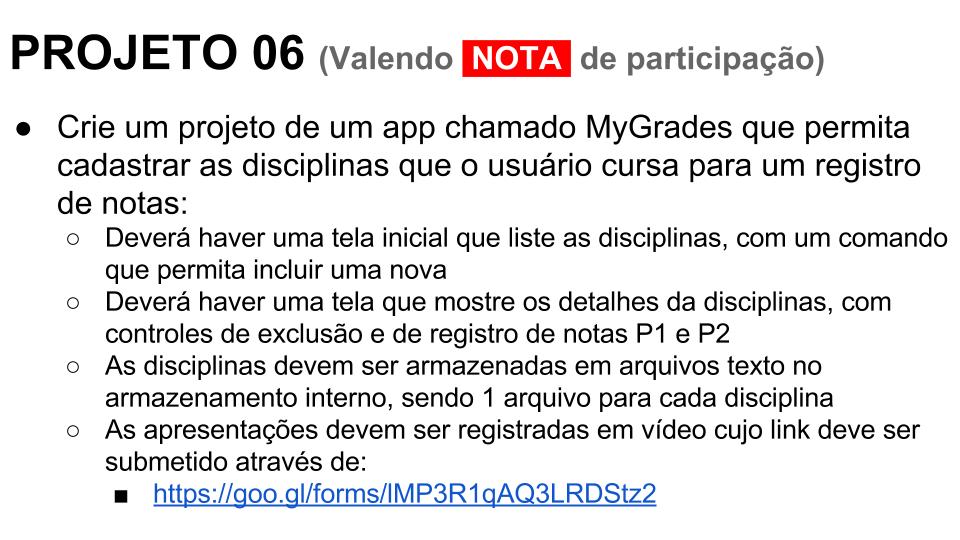 PROJETO 06 (Valendo NOTA de participação)
● Crie um projeto de um app chamado MyGrades que permita
cadastrar as disciplinas que o usuário cursa para um registro
de notas:
○ Deverá haver uma tela inicial que liste as disciplinas, com um comando
que permita incluir uma nova
○ Deverá haver uma tela que mostre os detalhes da disciplinas, com
controles de exclusão e de registro de notas P1 e P2
○ As disciplinas devem ser armazenadas em arquivos texto no
armazenamento interno, sendo 1 arquivo para cada disciplina
○ As apresentações devem ser registradas em vídeo cujo link deve ser
submetido através de:
■ https://goo.gl/forms/lMP3R1qAQ3LRDStz2